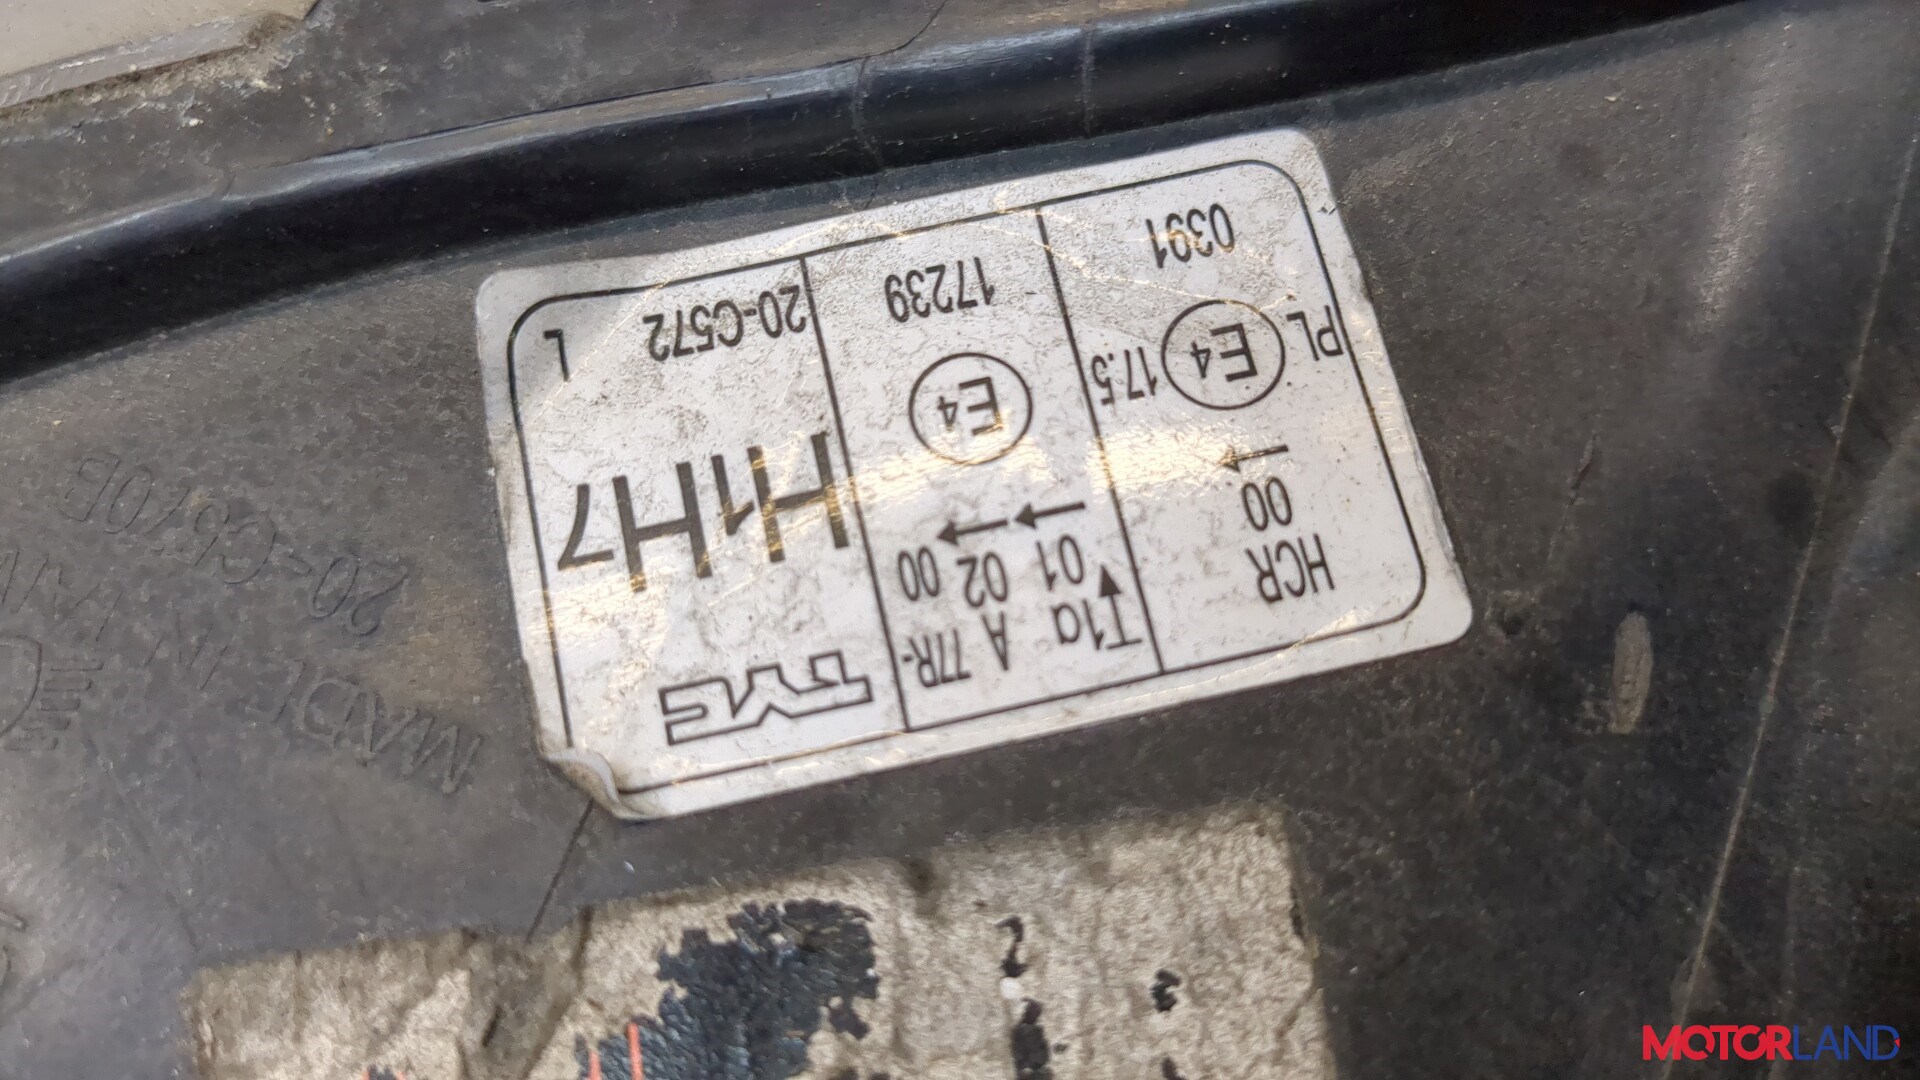 HCR
00
PL E4 17.5
0391
T1a A 77R-
01 02 00
E4
17239
TYC
H1H7
20-C572 L
MADE IN
20-C570B
MOTORLAND